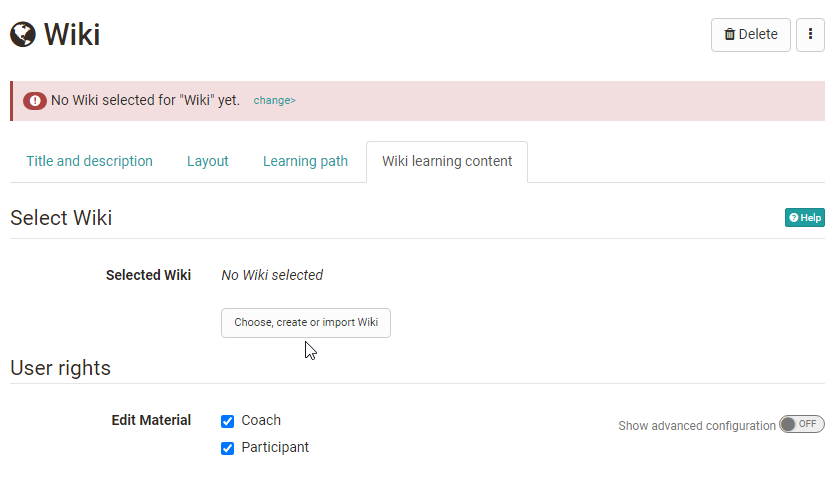 Wiki
Delete
No Wiki selected for "Wiki" yet. change>
Title and description Layout Learning path Wiki learning content
Select Wiki
Help
Selected Wiki No Wiki selected
Choose, create or import Wiki
User rights
Edit Material Coach
Show advanced configuration OFF
Participant